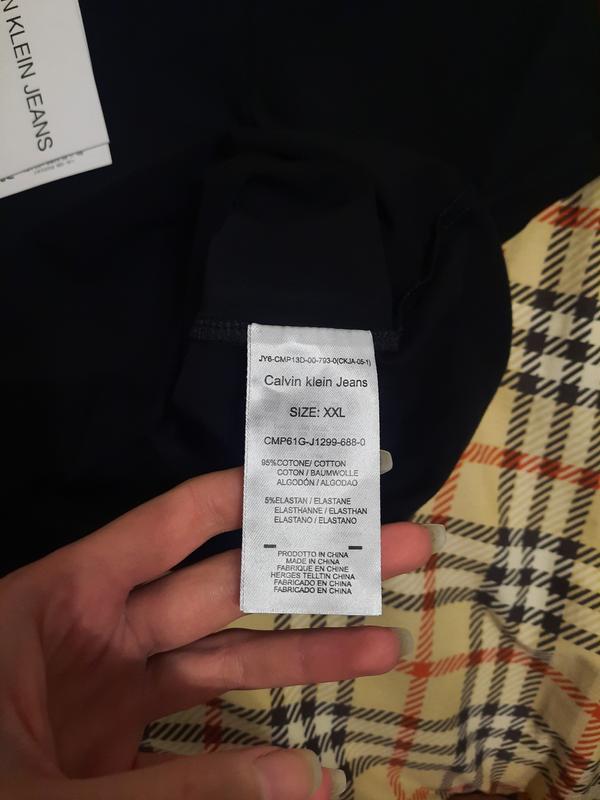 N KLEIN JEANS
JY6-CMP13D-00-793-0(CKJA-05-1)
Calvin klein Jeans
SIZE: XXL
CMP61G-J1299-688-0
95%COTONE/ COTTON
COTON / BAUMWOLLE
ALGODÓN / ALGODAO
5%ELASTAN / ELASTANE
ELASTHANNE / ELASTHAN
ELASTANO / ELASTANO
PRODOTTO IN CHINA
MADE IN CHINA
FABRIQUE EN CHINE
HERGES TELLTIN CHINA
FABRICADO EN CHINA
FABRICADO EN CHINA